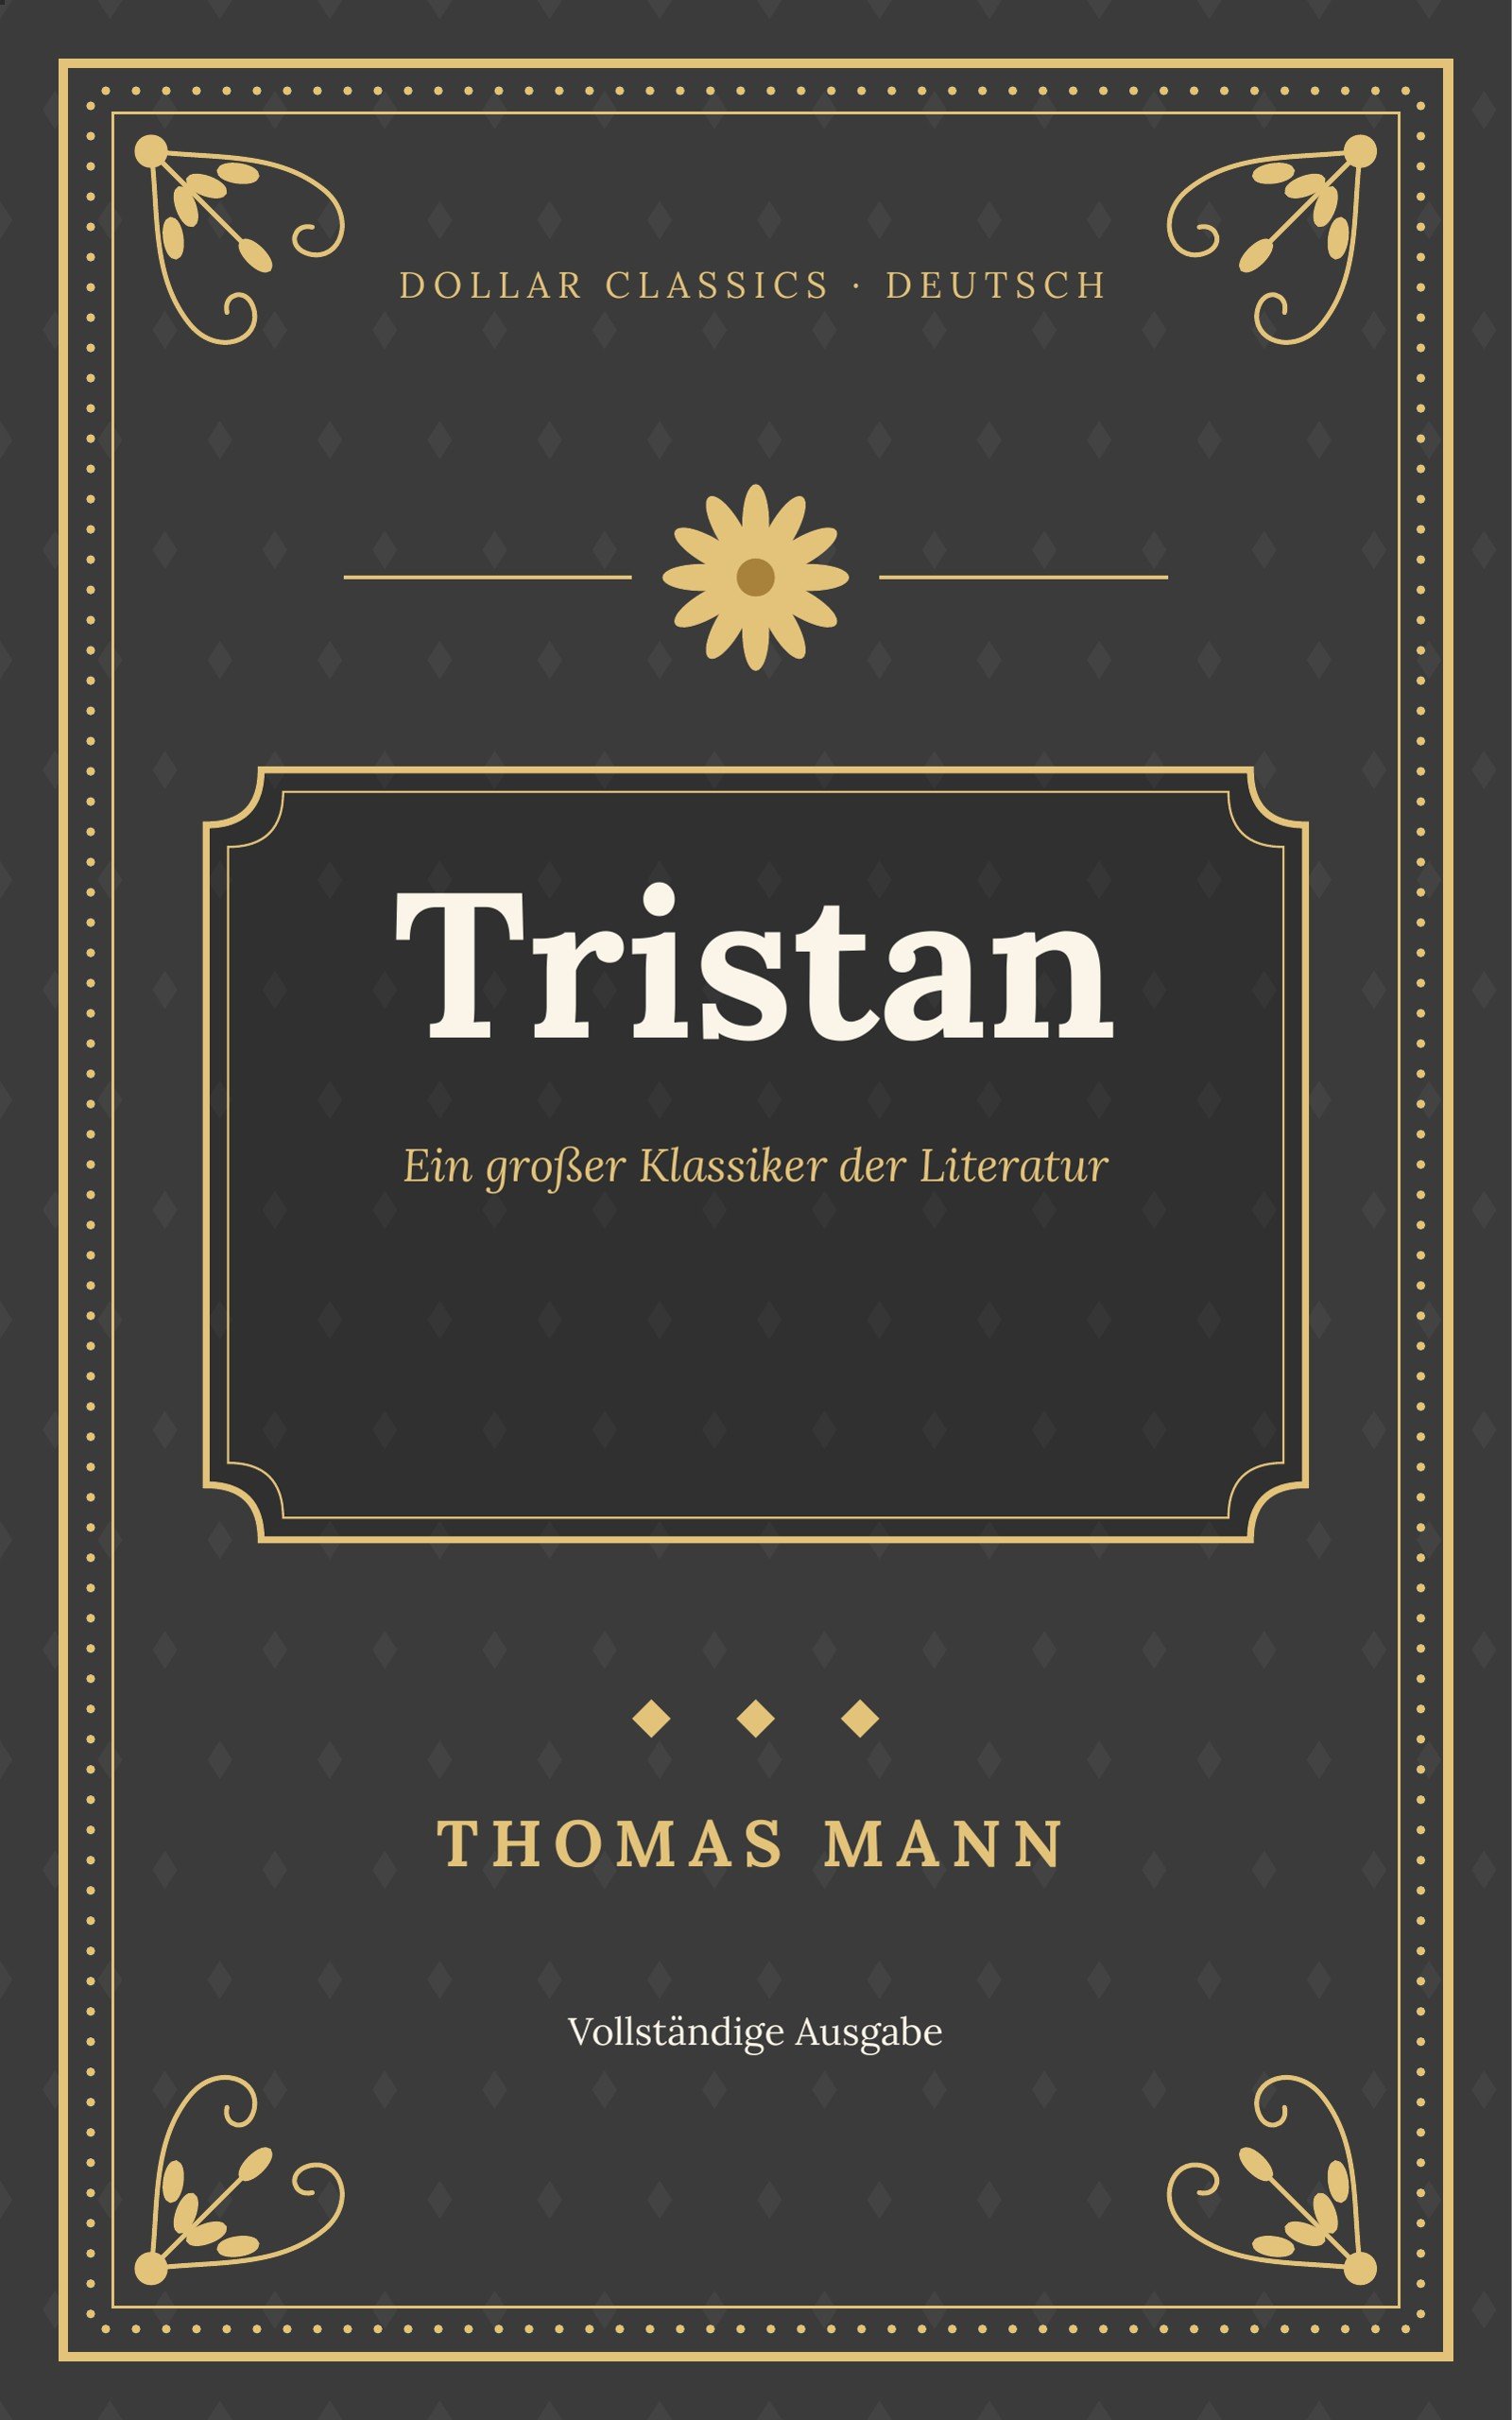 DOLLAR CLASSICS · DEUTSCH
Tristan
Ein großer Klassiker der Literatur
THOMAS MANN
Vollständige Ausgabe